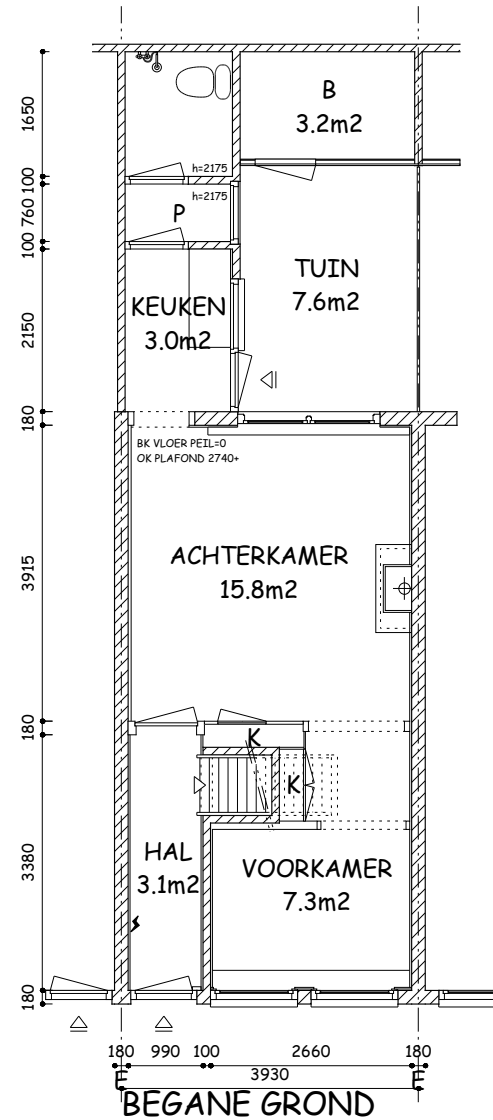 B
3.2m2
h=2175
h=2175
P
TUIN
7.6m2
KEUKEN
3.0m2
BK VLOER PEIL=0
OK PLAFOND 2740+
ACHTERKAMER
15.8m2
K
K
HAL
3.1m2
VOORKAMER
7.3m2
1650
100
760
100
2150
180
3915
180
3380
180
180 990 100 2660 180
3930
E E
BEGANE GROND